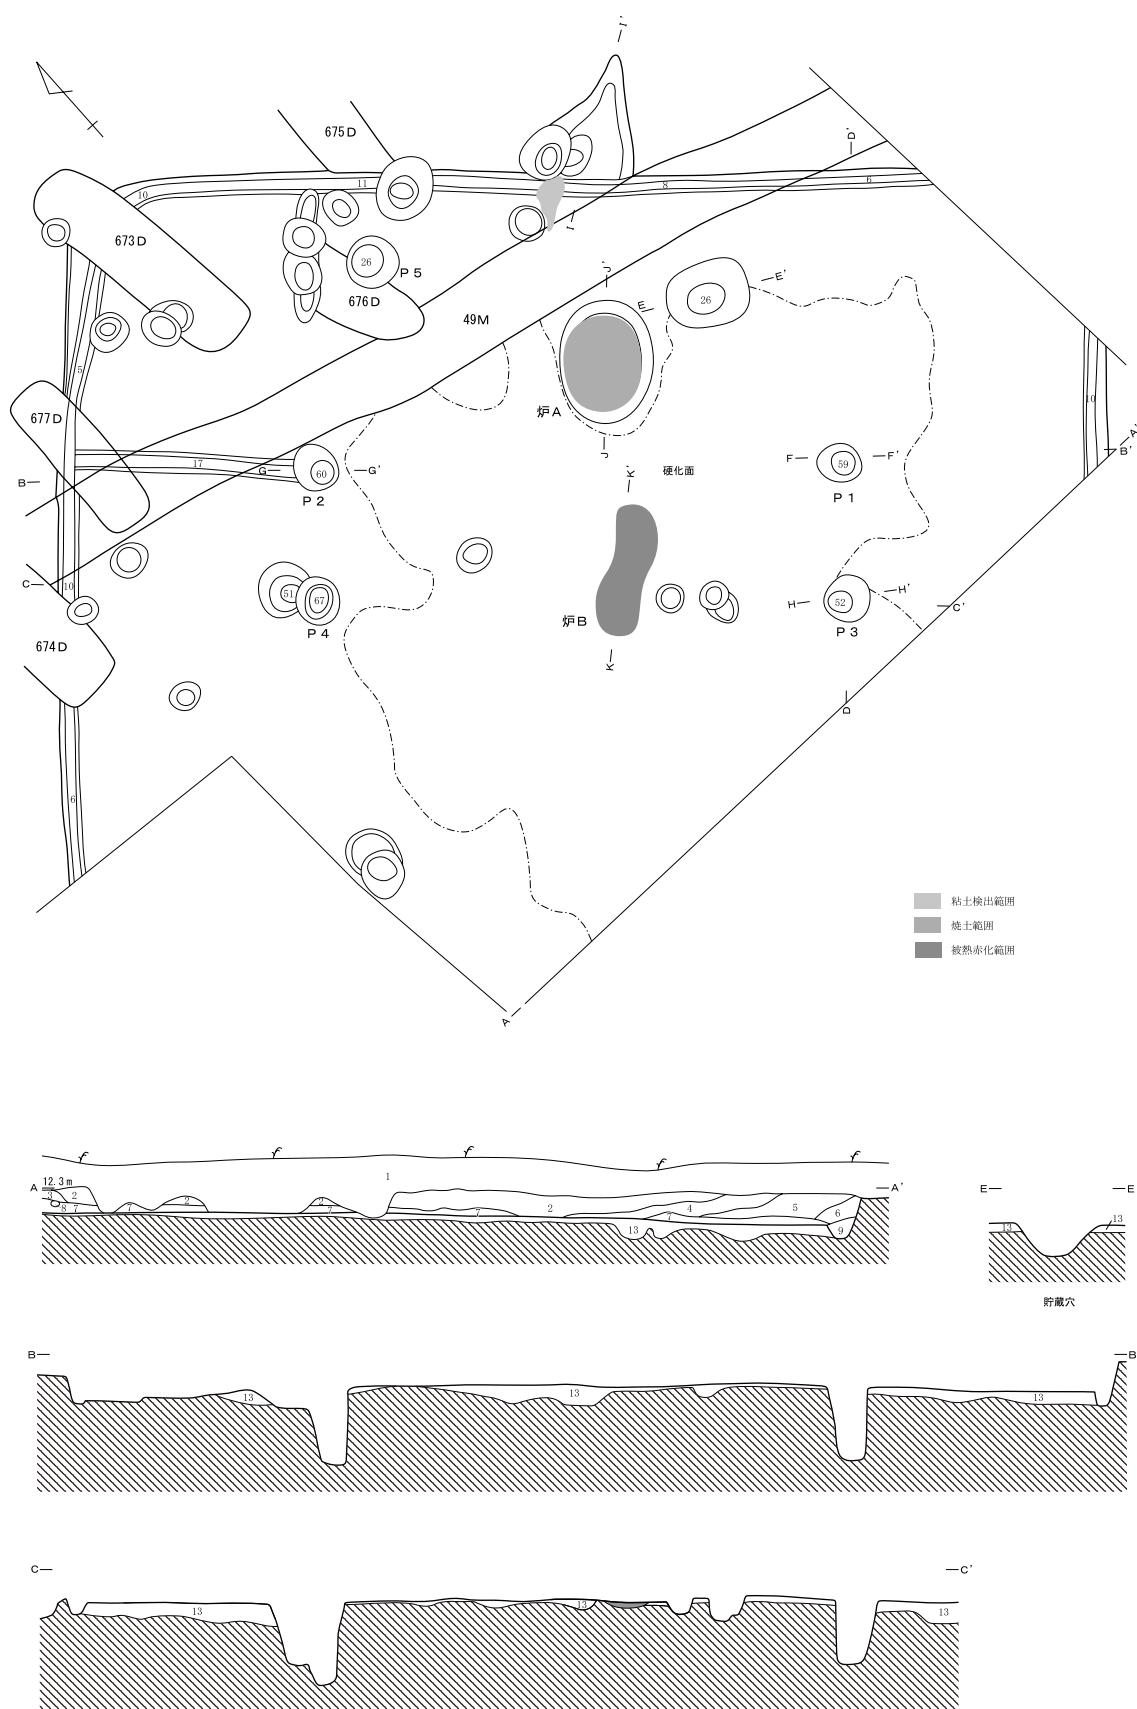 I'
675D
D'
10
11
8
6
673D
I
26
P5
J'
E'
676D
E
26
49M
5
炉A
10
677D
A'
J
B'
17
G
G'
60
K'
硬化面
F
59
F'
B
P2
P1
C
10
51
67
H
52
H'
C'
P4
炉B
P3
674D
K
D
6
粘土検出範囲
焼土範囲
被熱赤化範囲
A
1
12.3m
A
A'
E
E
3
2
8
7
7
2
2
7
7
2
4
7
5
6
13
9
13
13
貯蔵穴
B
B
13
13
13
C
C'
13
13
13